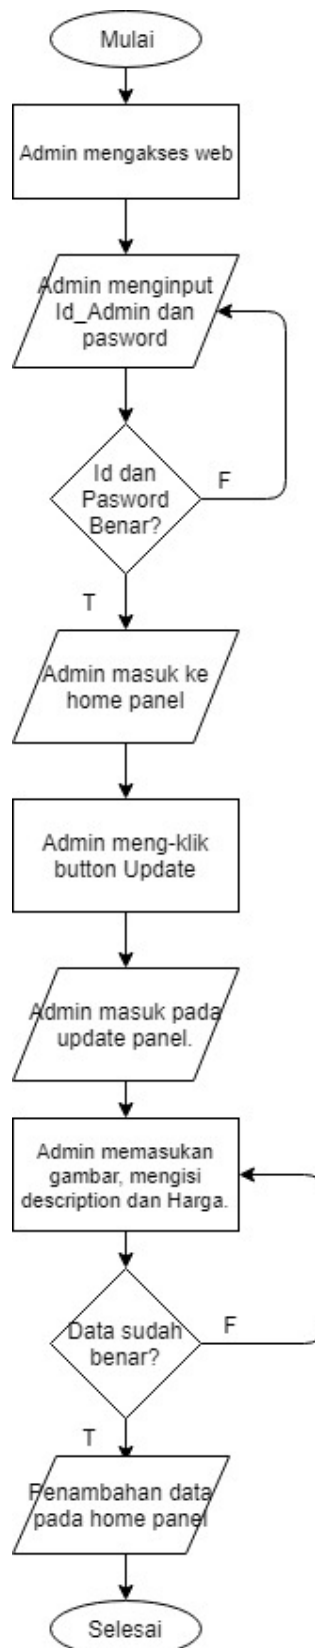 Mulai
Admin mengakses web
Admin menginput
Id_Admin dan
pasword
Id dan
Pasword
Benar?
F
T
Admin masuk ke
home panel
Admin meng-klik
button Update
Admin masuk pada
update panel.
Admin memasukan
gambar, mengisi
description dan Harga.
Data sudah
benar?
F
T
Penambahan data
pada home panel
Selesai